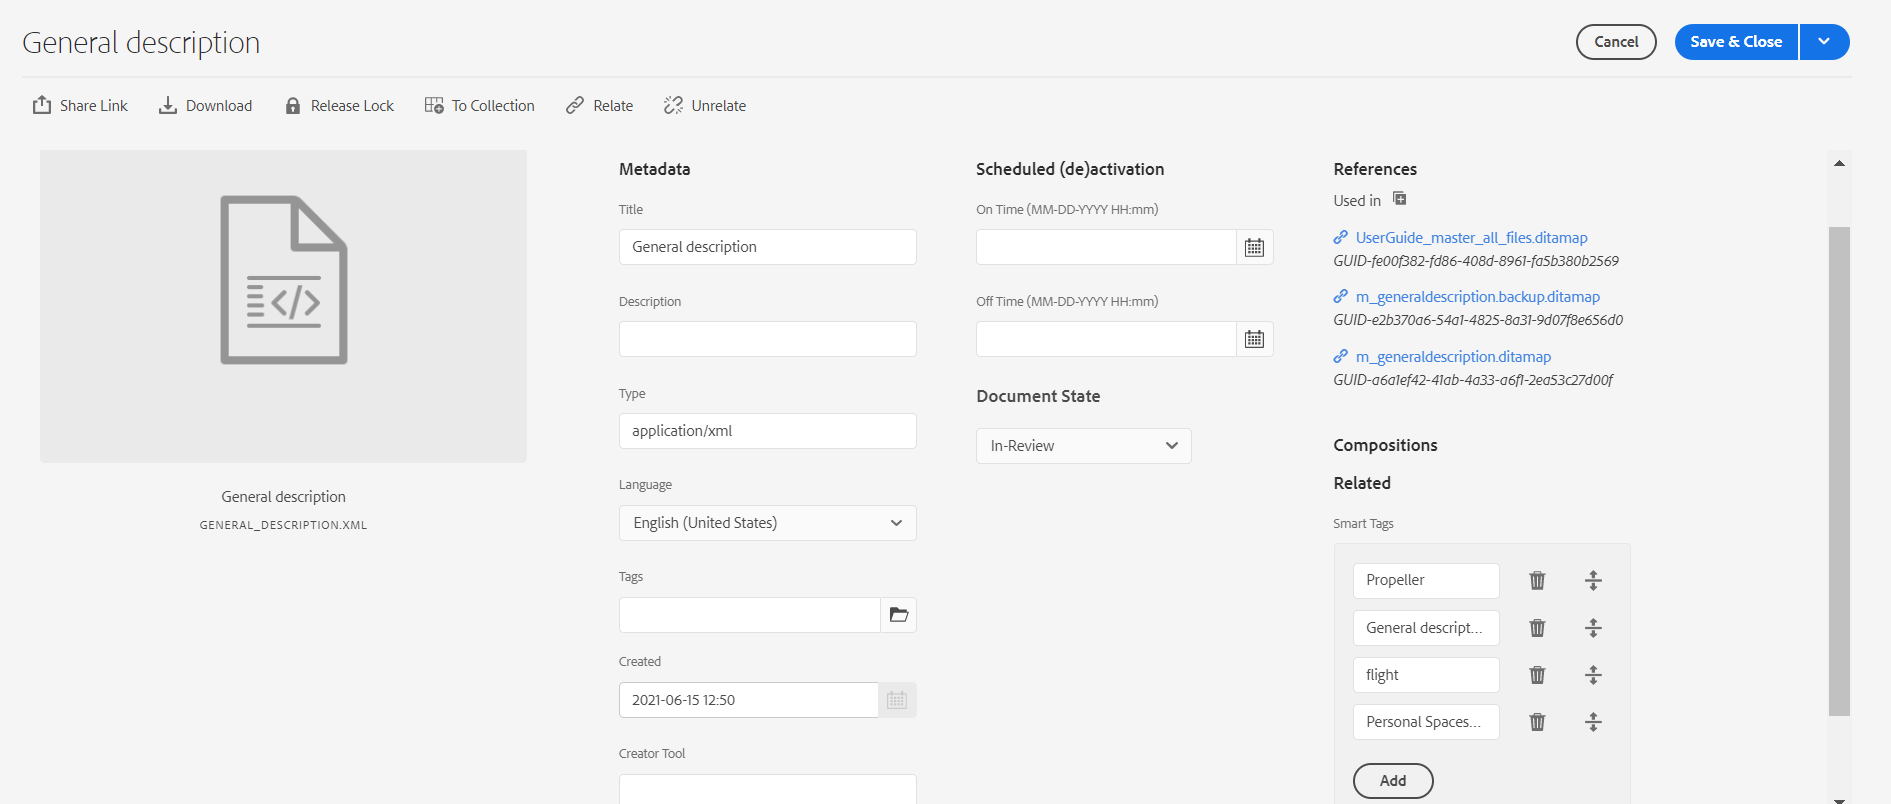 General description
Cancel
Save & Close
Share Link
Download
Release Lock
To Collection
Relate
Unrelate
</>
General description
GENERAL_DESCRIPTION.XML
Metadata
Title
General description
Description
Type
application/xml
Language
English (United States)
Tags
Created
2021-06-15 12:50
Creator Tool
Scheduled (de)activation
On Time (MM-DD-YYYY HH:mm)
Off Time (MM-DD-YYYY HH:mm)
Document State
In-Review
References
Used in
UserGuide_master_all_files.ditamap
GUID-fe00f382-fd86-408d-8961-fa5b380b2569
m_generaldescription.backup.ditamap
GUID-e2b370a6-54a1-4825-8a31-9d07f8e656d0
m_generaldescription.ditamap
GUID-a6a1ef42-41ab-4a33-a6f1-2ea53c27d00f
Compositions
Related
Smart Tags
Propeller
General descript...
flight
Personal Spaces...
Add